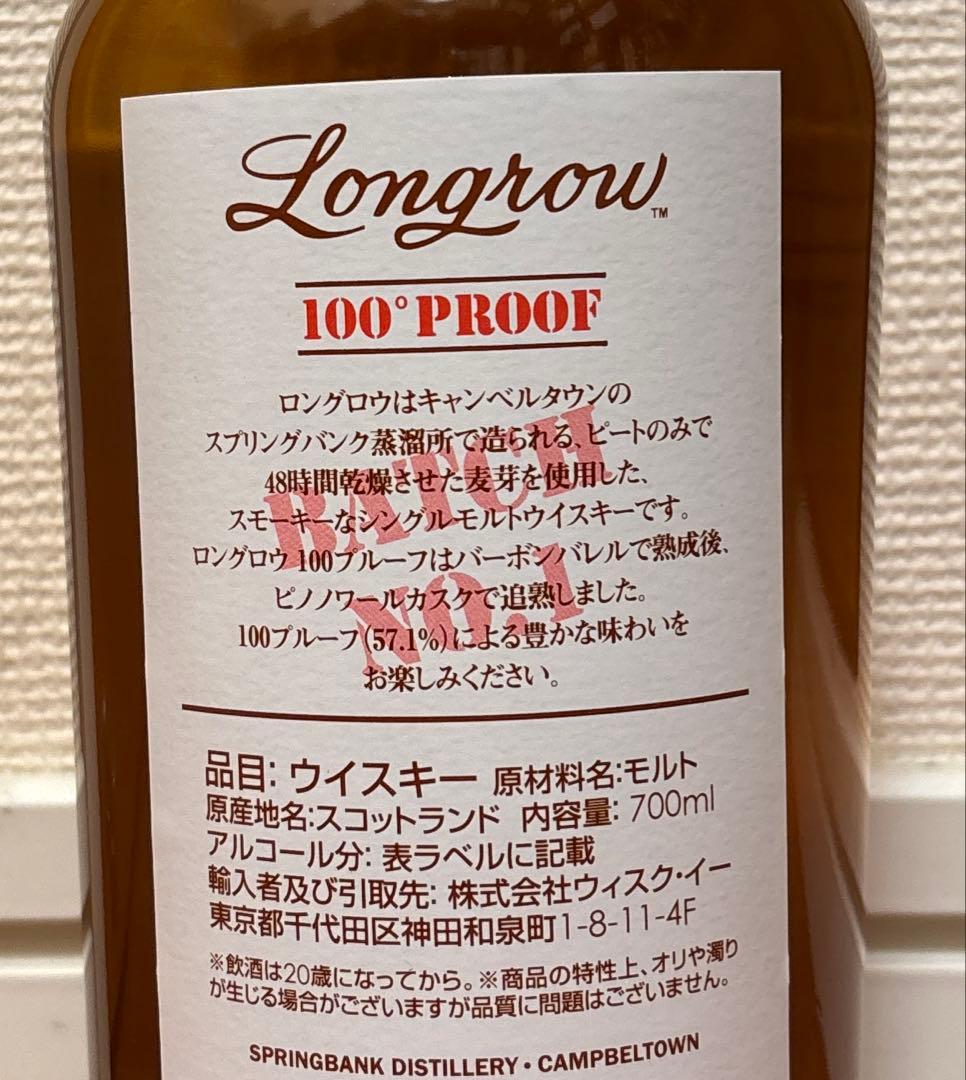 Longrow™
100° PROOF
ロングロウはキャンベルタウンの
スプリングバンク蒸溜所で造られる、ピートのみで
48時間乾燥させた麦芽を使用した、
スモーキーなシングルモルトウイスキーです。
ロングロウ 100プルーフはバーボンバレルで熟成後、
ピノノワールカスクで追熟しました。
100プルーフ(57.1%)による豊かな味わいを
お楽しみください。
BATCH
NO.1
品目: ウイスキー 原材料名:モルト
原産地名:スコットランド 内容量: 700ml
アルコール分: 表ラベルに記載
輸入者及び引取先: 株式会社ウィスク・イー
東京都千代田区神田和泉町1-8-11-4F
※飲酒は20歳になってから。※商品の特性上、オリや濁り
が生じる場合がございますが品質に問題はございません。
SPRINGBANK DISTILLERY • CAMPBELTOWN